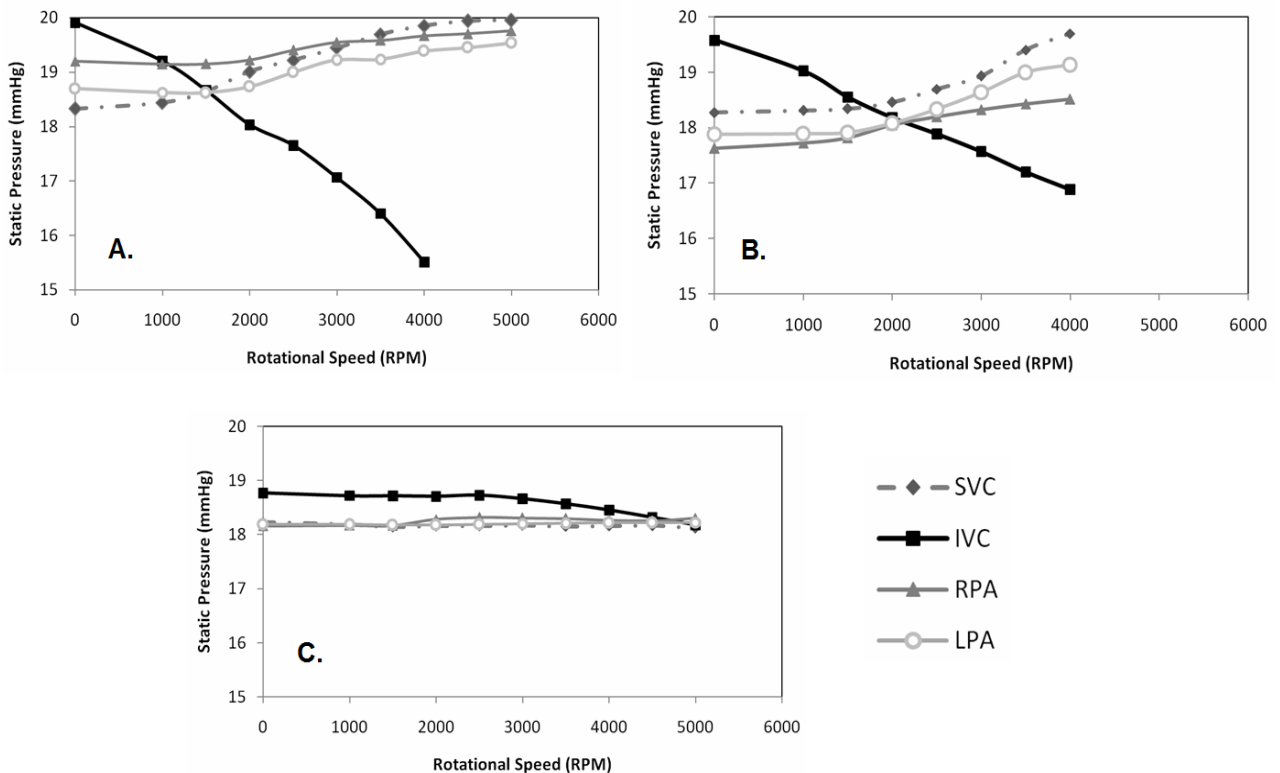 20
19
18
17
16
15
Static Pressure (mmHg)
A.
0 1000 2000 3000 4000 5000 6000
Rotational Speed (RPM)
20
19
18
17
16
15
Static Pressure (mmHg)
B.
0 1000 2000 3000 4000 5000 6000
Rotational Speed (RPM)
20
19
18
17
16
15
Static Pressure (mmHg)
C.
0 1000 2000 3000 4000 5000 6000
Rotational Speed (RPM)
SVC
IVC
RPA
LPA